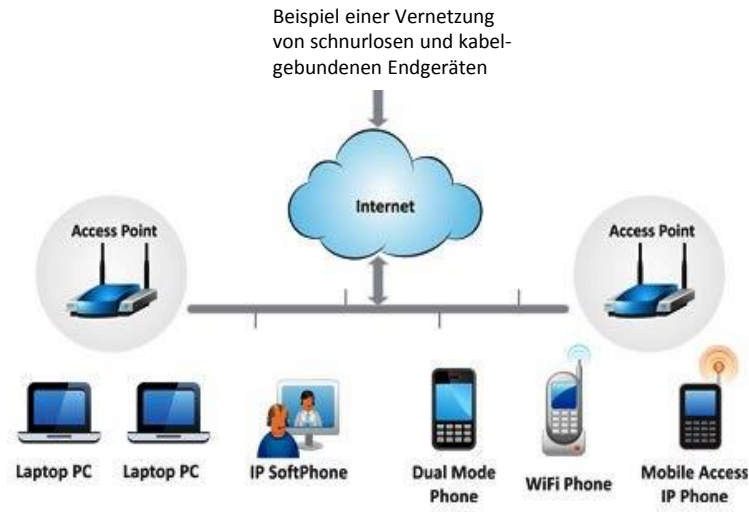 Beispiel einer Vernetzung
von schnurlosen und kabel-
gebundenen Endgeräten
Internet
Access Point
Access Point
Laptop PC
Laptop PC
IP SoftPhone
Dual Mode
Phone
WiFi Phone
Mobile Access
IP Phone